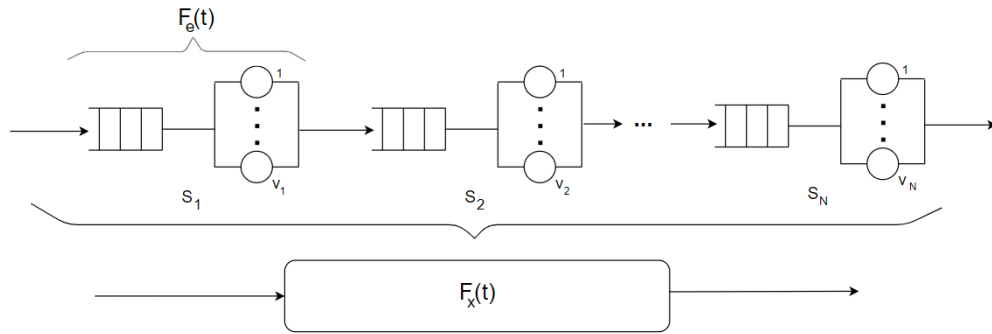 Fe(t)
1 1 1
...
v1 v2 vN
S1 S2 SN
Fx(t)